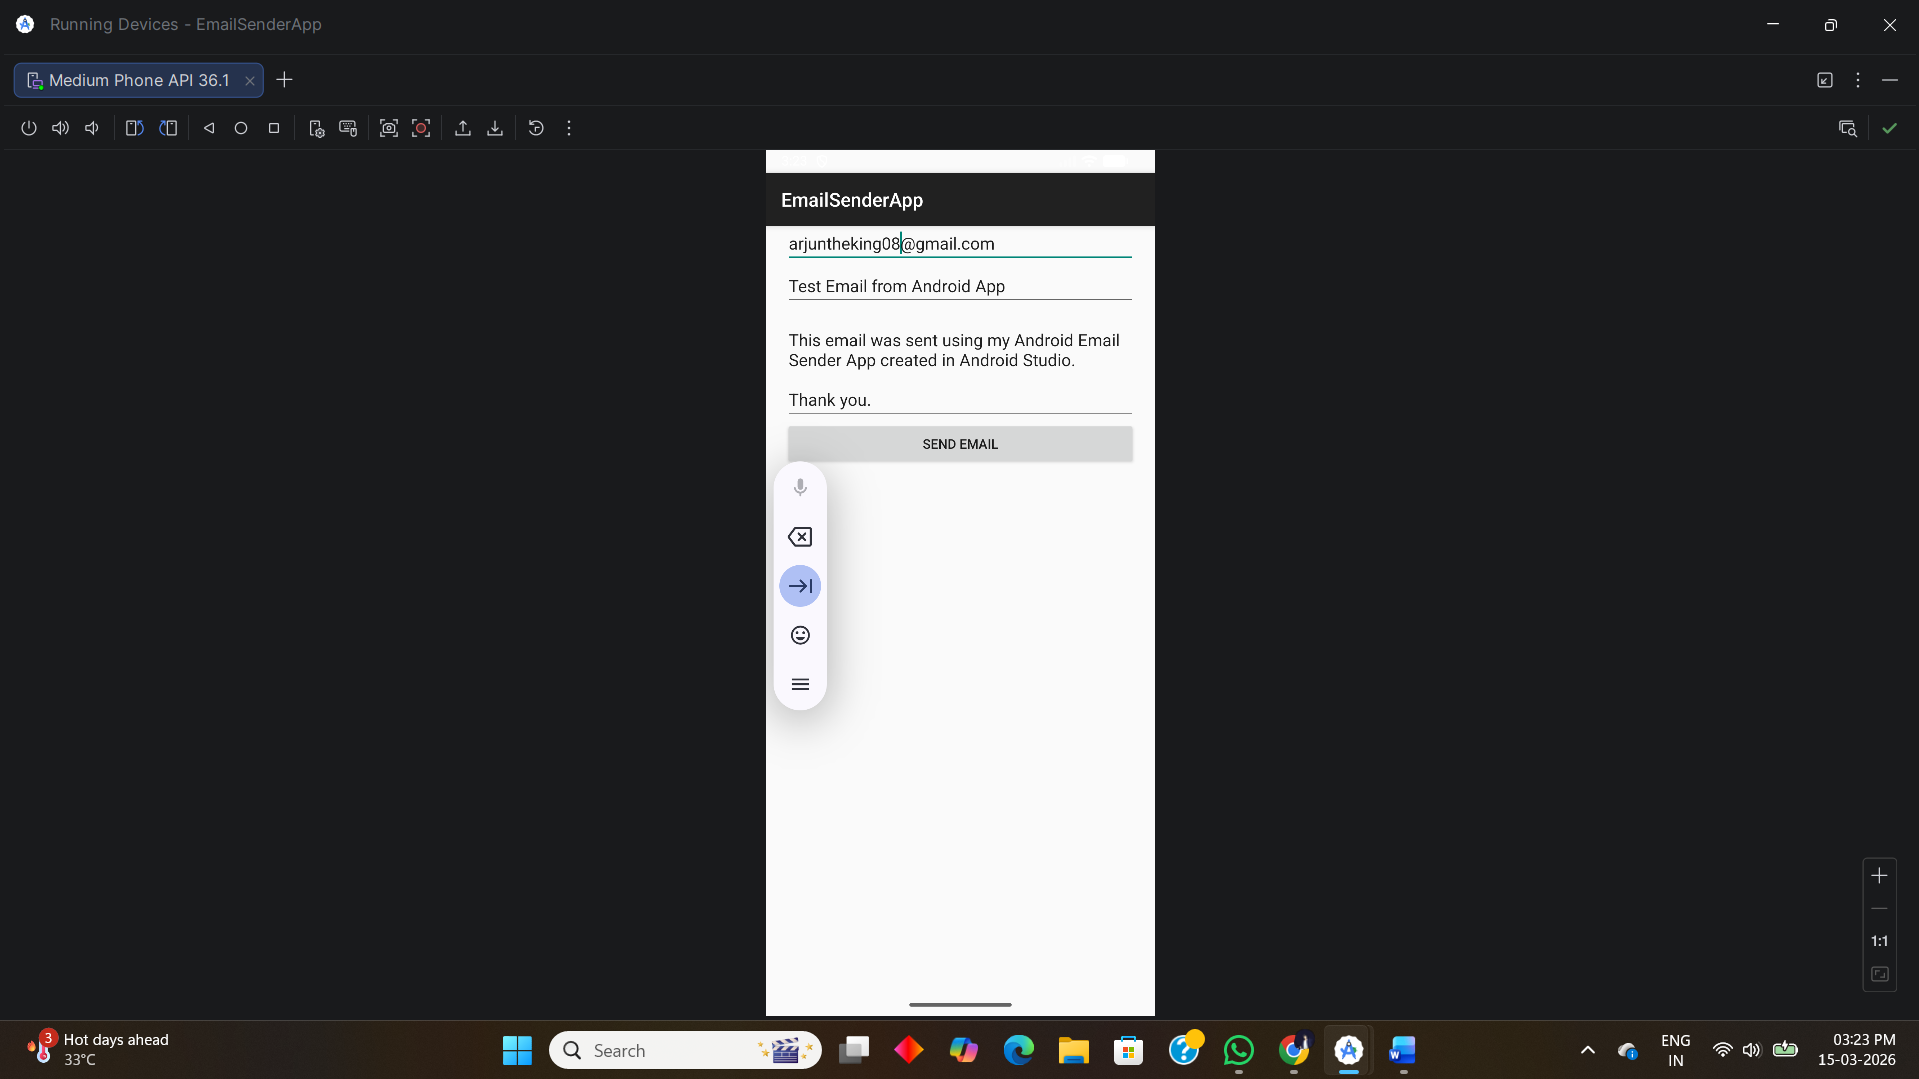 Running Devices - EmailSenderApp
Medium Phone API 36.1
EmailSenderApp
arjuntheking08@gmail.com
Test Email from Android App
This email was sent using my Android Email
Sender App created in Android Studio.
Thank you.
SEND EMAIL
1:1
3
Hot days ahead
33°C
Search
W
ENG
IN
03:23 PM
15-03-2026